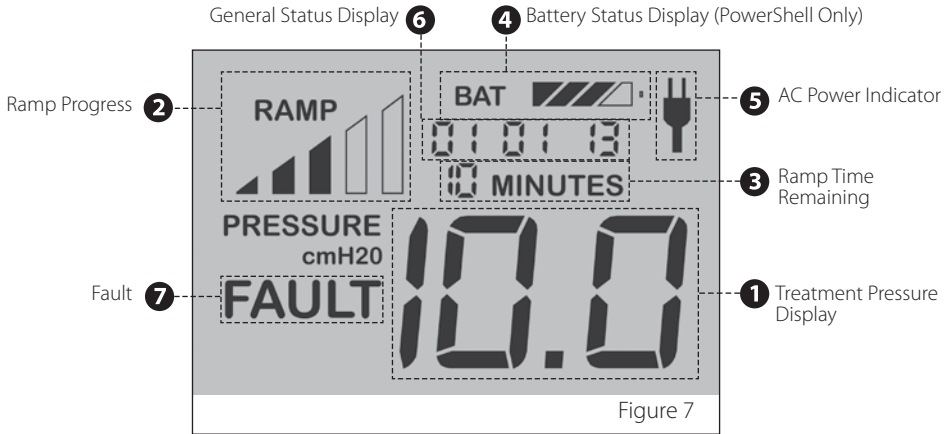 General Status Display 6
4 Battery Status Display (PowerShell Only)
Ramp Progress 2
RAMP
BAT
5 AC Power Indicator
01 01 13
10 MINUTES
3 Ramp Time
Remaining
PRESSURE
cmH20
Fault 7
FAULT
10.0
1 Treatment Pressure
Display
Figure 7